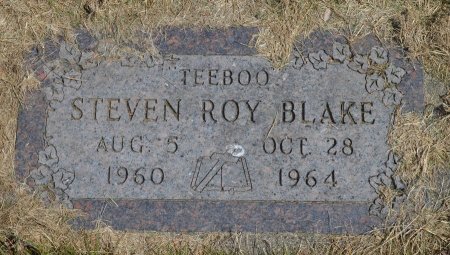 TEEBOO
STEVEN ROY BLAKE
AUG. 5 OCT. 28
1960 1964